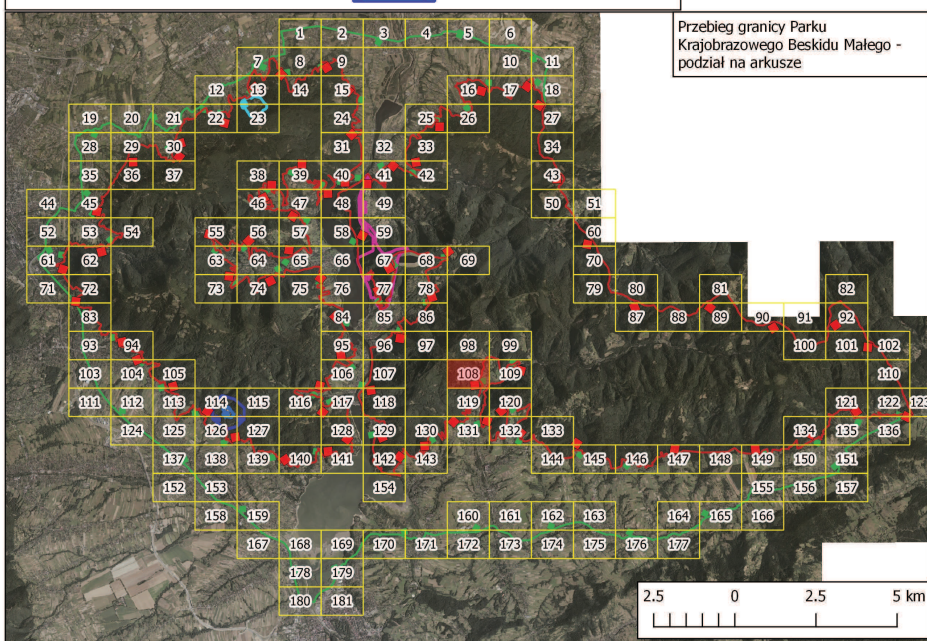 Przebieg granicy Parku
Krajobrazowego Beskidu Małego -
podział na arkusze
1 2 3 4 5 6
7 8 9 10 11
12 13 14 15 16 17 18
19 20 21 22 23 24 25 26 27
28 29 30 31 32 33 34
35 36 37 38 39 40 41 42 43
44 45 46 47 48 49 50 51
52 53 54 55 56 57 58 59 60
61 62 63 64 65 66 67 68 69 70
71 72 73 74 75 76 77 78 79 80 81 82
83 84 85 86 87 88 89 90 91 92
93 94 95 96 97 98 99 100 101 102
103 104 105 106 107 108 109 110
111 112 113 114 115 116 117 118 119 120 121 122 123
124 125 126 127 128 129 130 131 132 133 134 135 136
137 138 139 140 141 142 143 144 145 146 147 148 149 150 151
152 153 154 155 156 157
158 159 160 161 162 163 164 165 166
167 168 169 170 171 172 173 174 175 176 177
178 179
180 181
2.5 0 2.5 5 km